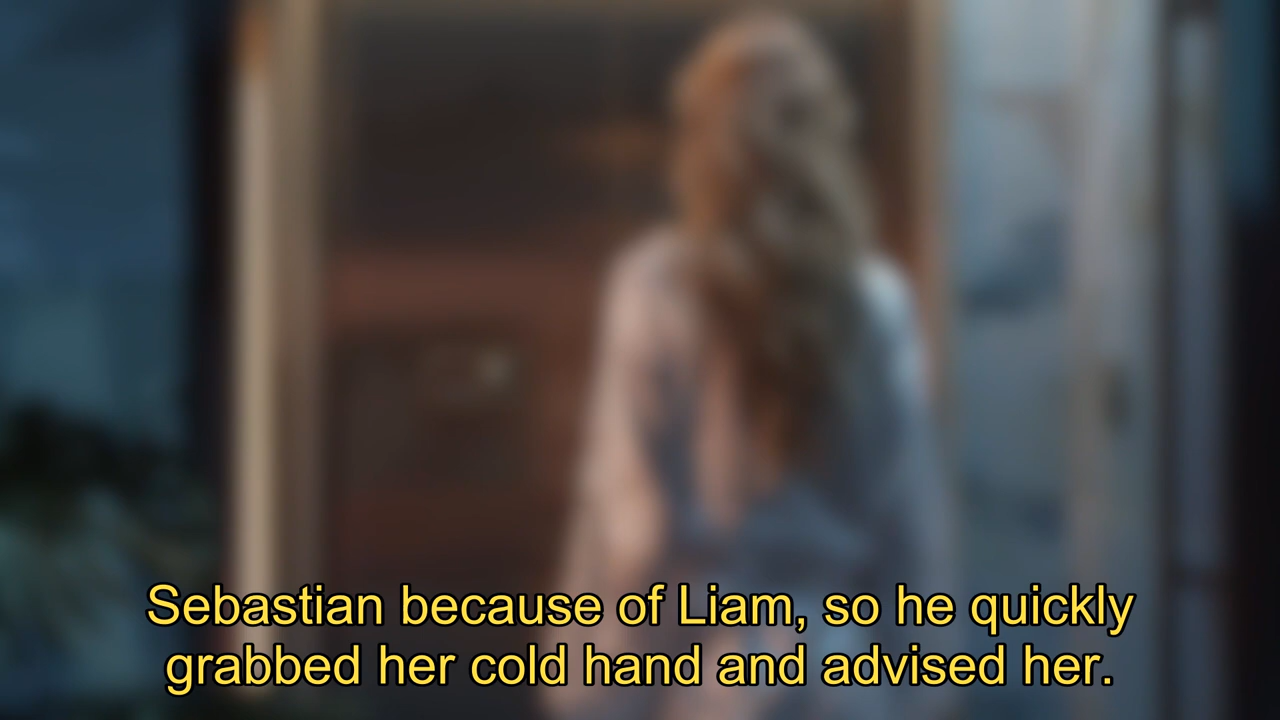 Sebastian because of Liam, so he quickly
grabbed her cold hand and advised her.